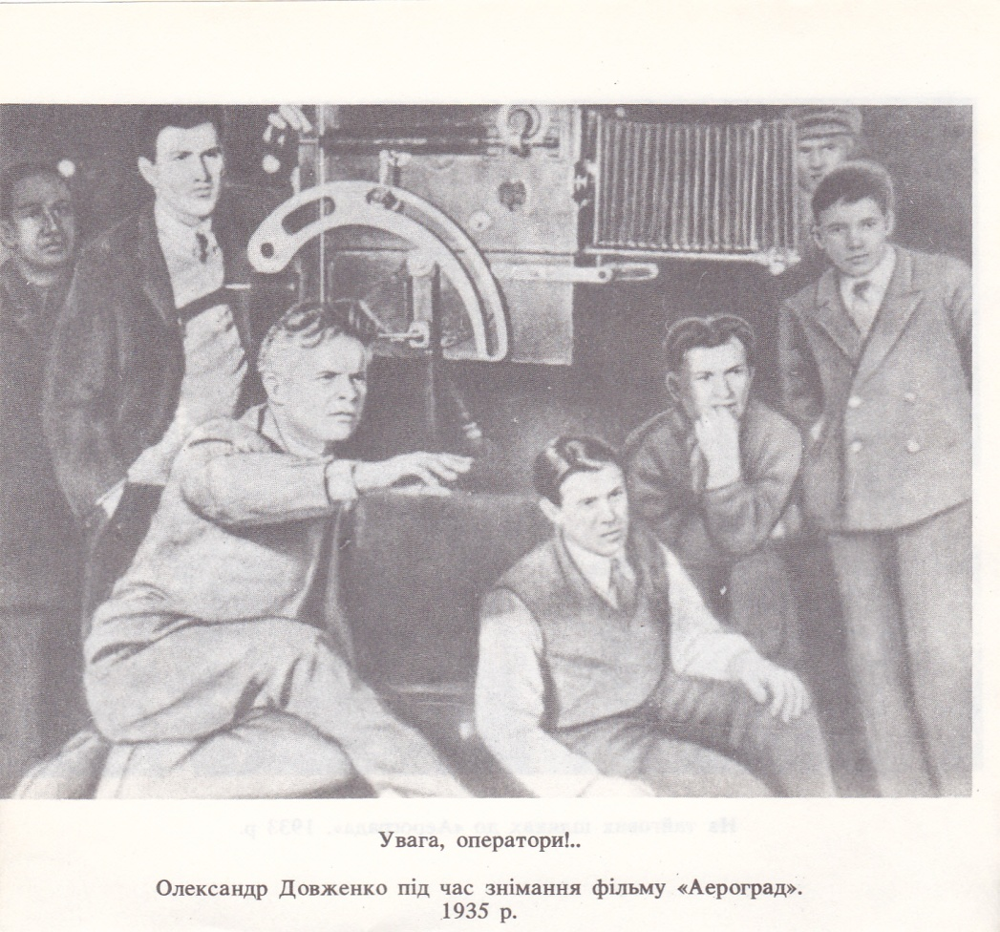 Увага, оператори!..
Олександр Довженко під час знімання фільму «Аероград».
1935 р.